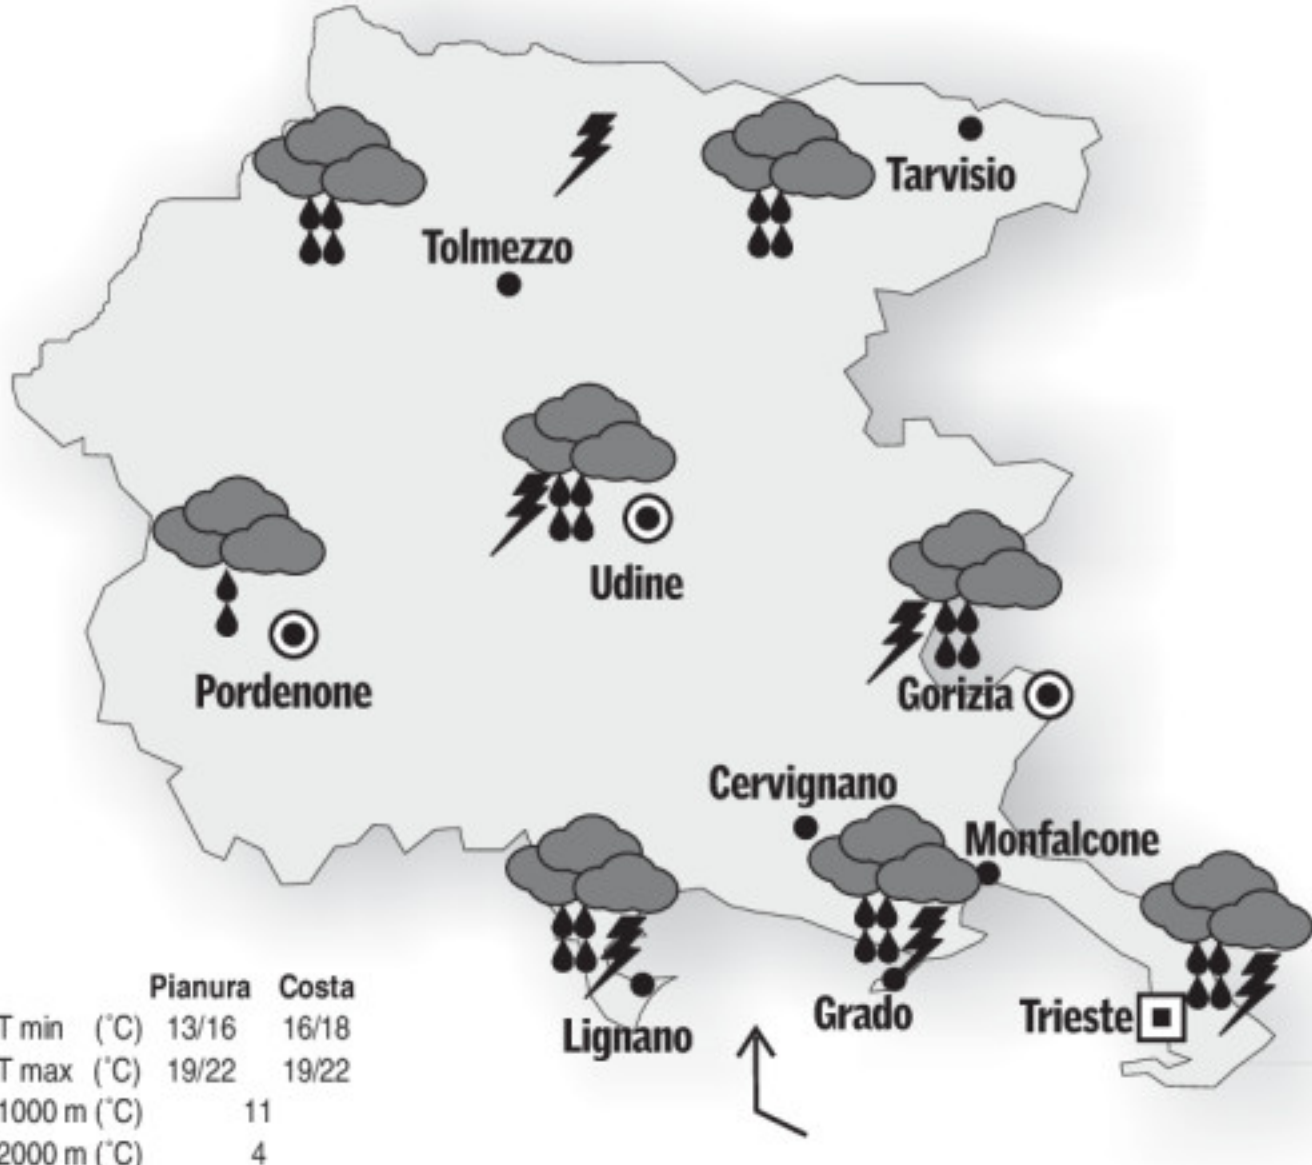 Tarvisio
Tolmezzo
Udine
Pordenone
Gorizia
Cervignano
Monfalcone
Grado
Trieste
Lignano
Pianura Costa
T min (°C) 13/16 16/18
T max (°C) 19/22 19/22
1000 m (°C) 11
2000 m (°C) 4